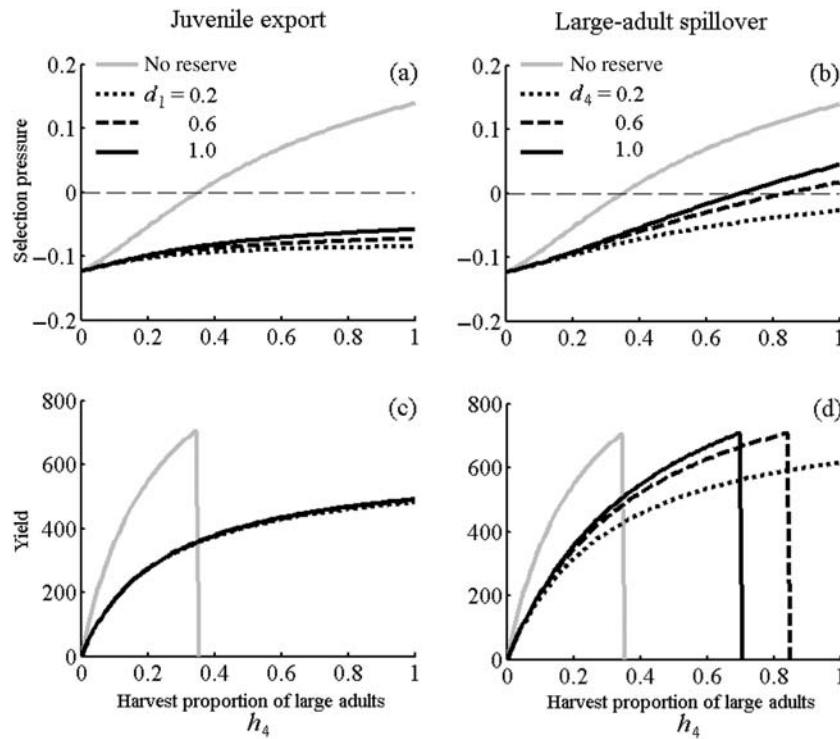 Juvenile export
Large-adult spillover
0.2
0.1
0
−0.1
−0.2
Selection pressure
No reserve
d₁ = 0.2
0.6
1.0
(a)
0 0.2 0.4 0.6 0.8 1
0.2
0.1
0
−0.1
−0.2
No reserve
d₄ = 0.2
0.6
1.0
(b)
0 0.2 0.4 0.6 0.8 1
800
600
400
200
0
Yield
(c)
0 0.2 0.4 0.6 0.8 1
Harvest proportion of large adults
h₄
800
600
400
200
0
(d)
0 0.2 0.4 0.6 0.8 1
Harvest proportion of large adults
h₄